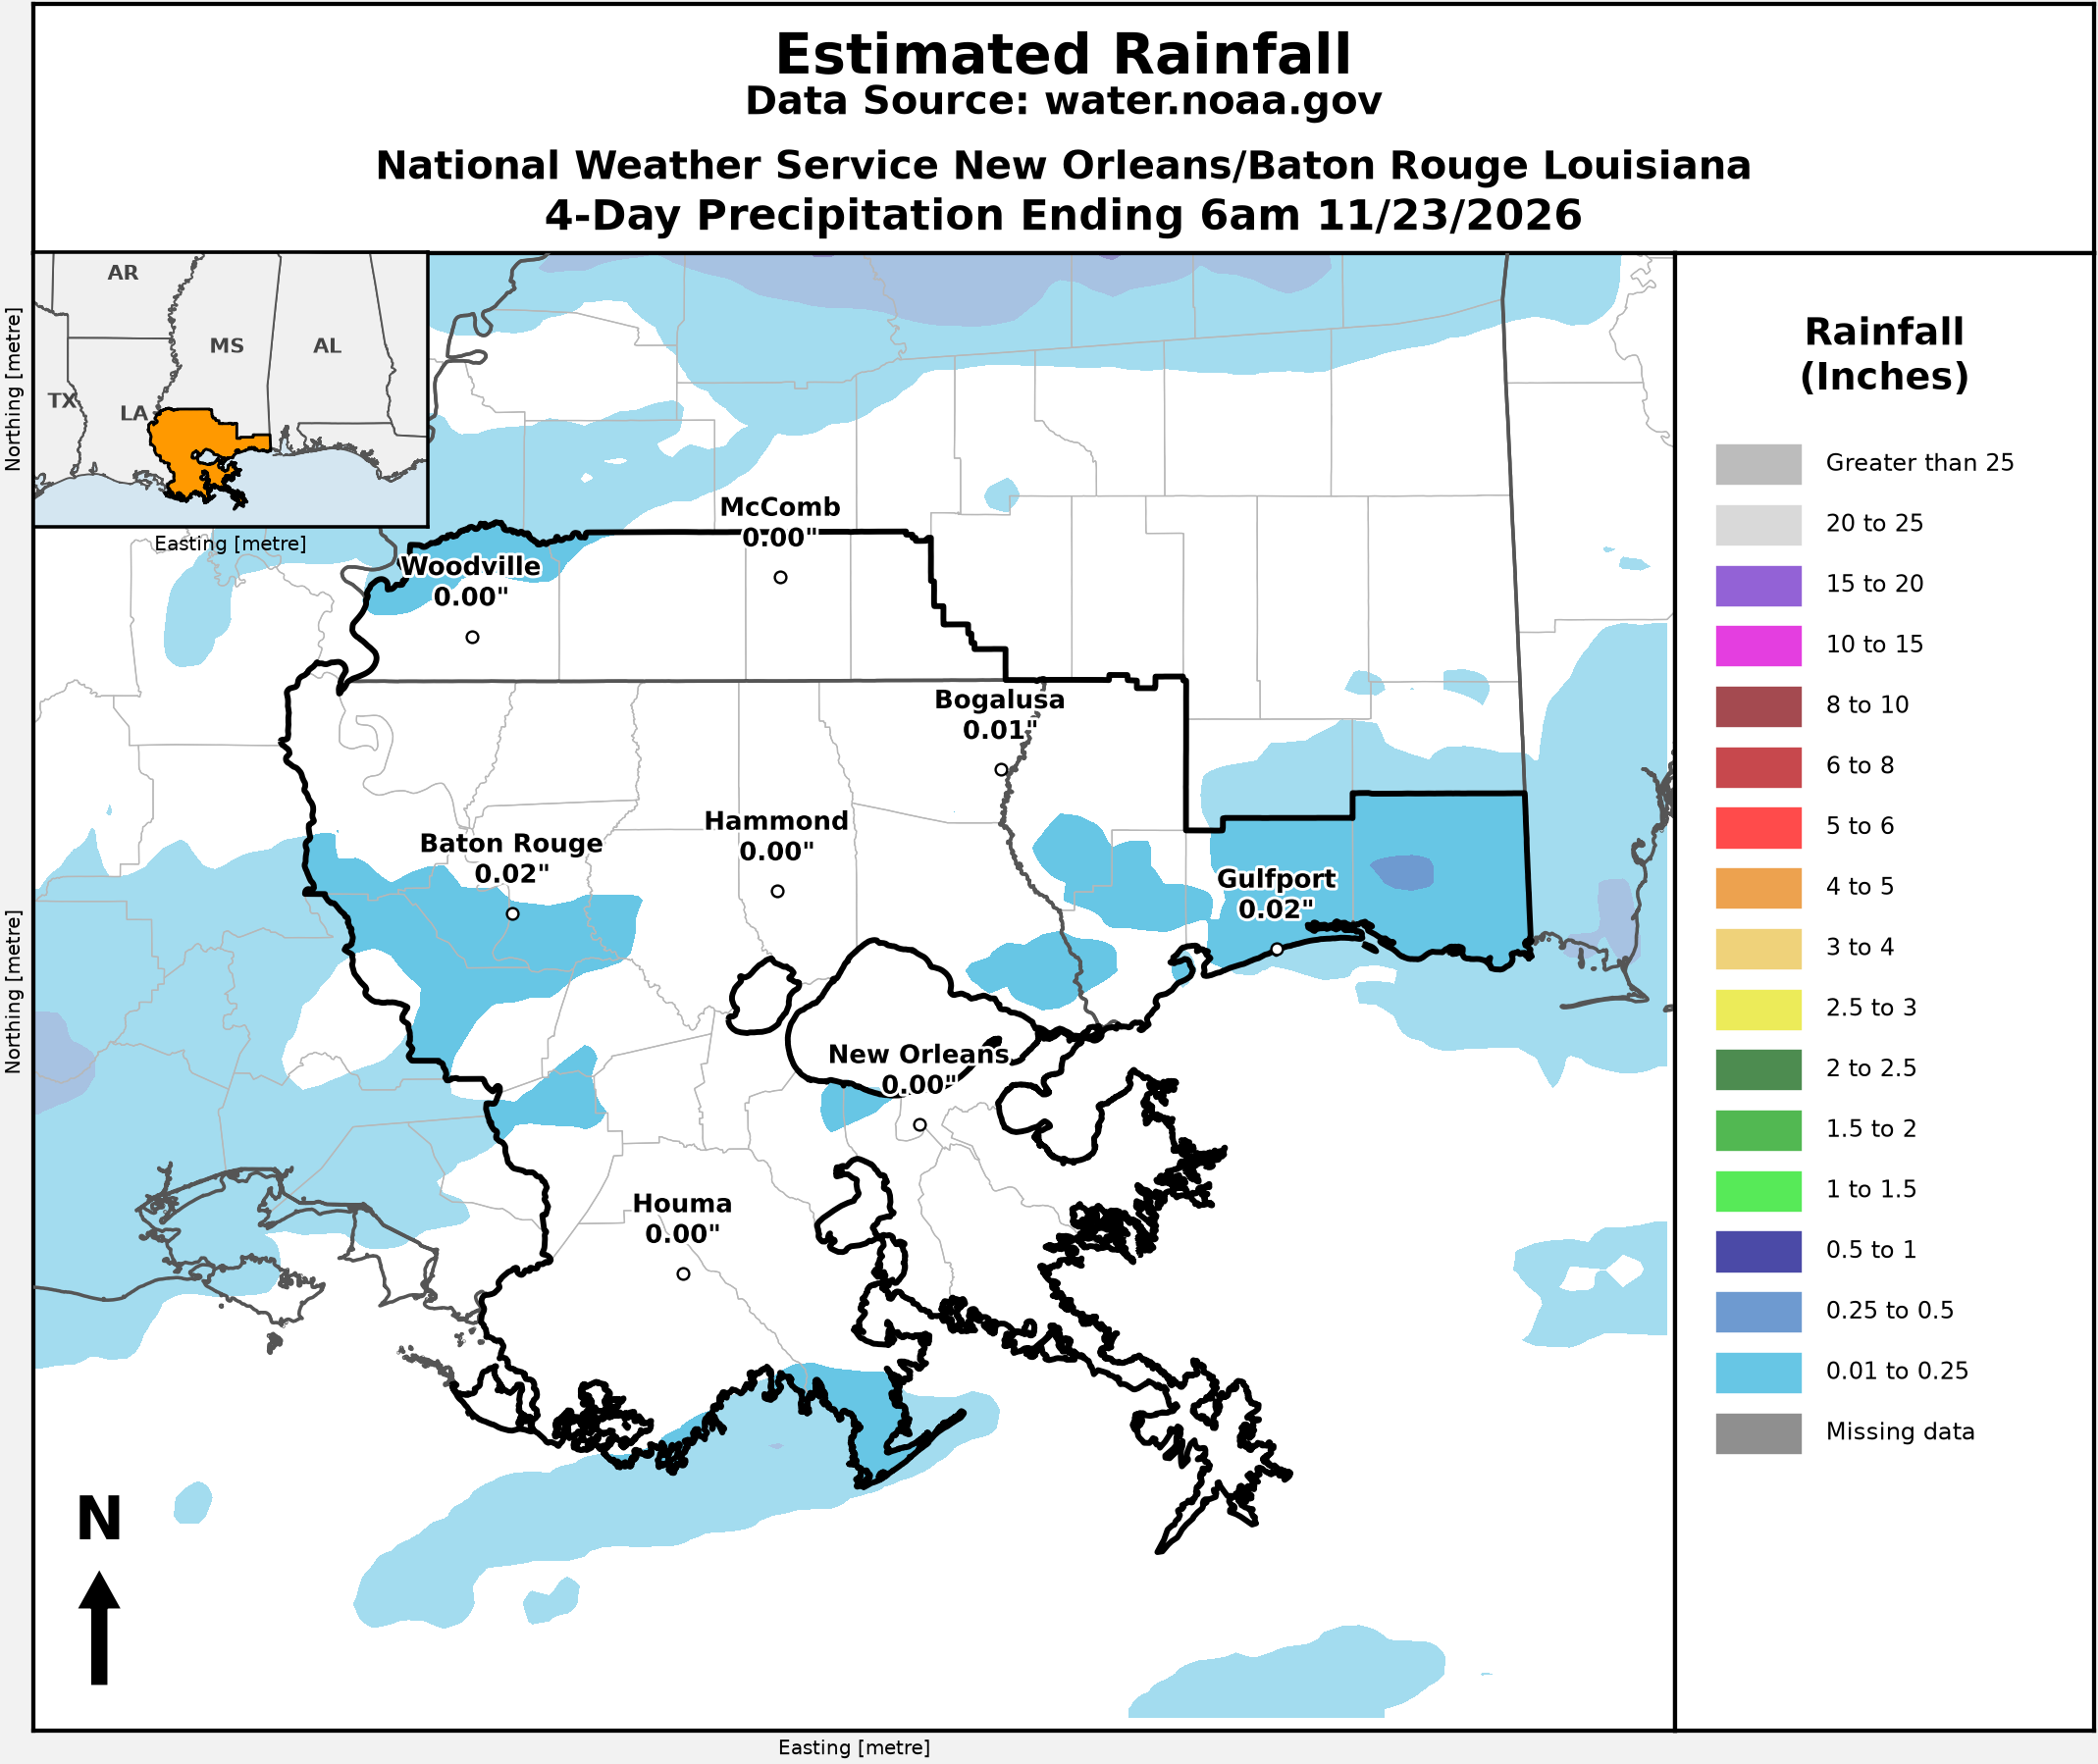 Estimated Rainfall
Data Source: water.noaa.gov
National Weather Service New Orleans/Baton Rouge Louisiana
4-Day Precipitation Ending 6am 11/23/2026
AR
MS
AL
TX
LA
Northing [metre]
Easting [metre]
McComb
0.00"
Woodville
0.00"
Bogalusa
0.01"
Hammond
0.00"
Baton Rouge
0.02"
Gulfport
0.02"
New Orleans
0.00"
Houma
0.00"
N
Northing [metre]
Easting [metre]
Rainfall
(Inches)
Greater than 25
20 to 25
15 to 20
10 to 15
8 to 10
6 to 8
5 to 6
4 to 5
3 to 4
2.5 to 3
2 to 2.5
1.5 to 2
1 to 1.5
0.5 to 1
0.25 to 0.5
0.01 to 0.25
Missing data